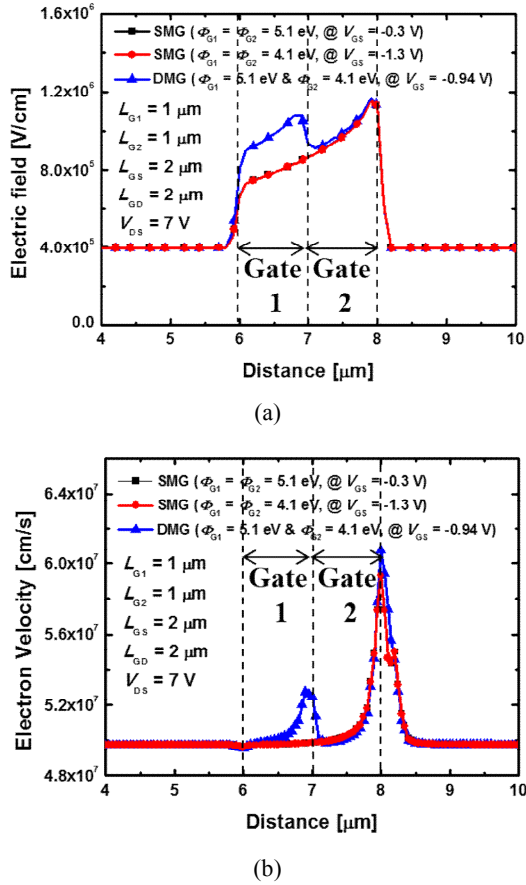 (a)
SMG (Φ_G1 = Φ_G2 = 5.1 eV, @ V_GS = -0.3 V)
SMG (Φ_G1 = Φ_G2 = 4.1 eV, @ V_GS = -1.3 V)
DMG (Φ_G1 = 5.1 eV & Φ_G2 = 4.1 eV, @ V_GS = -0.94 V)
L_G1 = 1 μm
L_G2 = 1 μm
L_GS = 2 μm
L_GD = 2 μm
V_DS = 7 V
Gate 1
Gate 2
Electric field [V/cm]
1.6x10⁶
1.2x10⁶
8.0x10⁵
4.0x10⁵
0.0
4 5 6 7 8 9 10
Distance [μm]
(a)
SMG (Φ_G1 = Φ_G2 = 5.1 eV, @ V_GS = -0.3 V)
SMG (Φ_G1 = Φ_G2 = 4.1 eV, @ V_GS = -1.3 V)
DMG (Φ_G1 = 5.1 eV & Φ_G2 = 4.1 eV, @ V_GS = -0.94 V)
L_G1 = 1 μm
L_G2 = 1 μm
L_GS = 2 μm
L_GD = 2 μm
V_DS = 7 V
Gate 1
Gate 2
Electron Velocity [cm/s]
6.4x10⁷
6.0x10⁷
5.6x10⁷
5.2x10⁷
4.8x10⁷
4 5 6 7 8 9 10
Distance [μm]
(b)